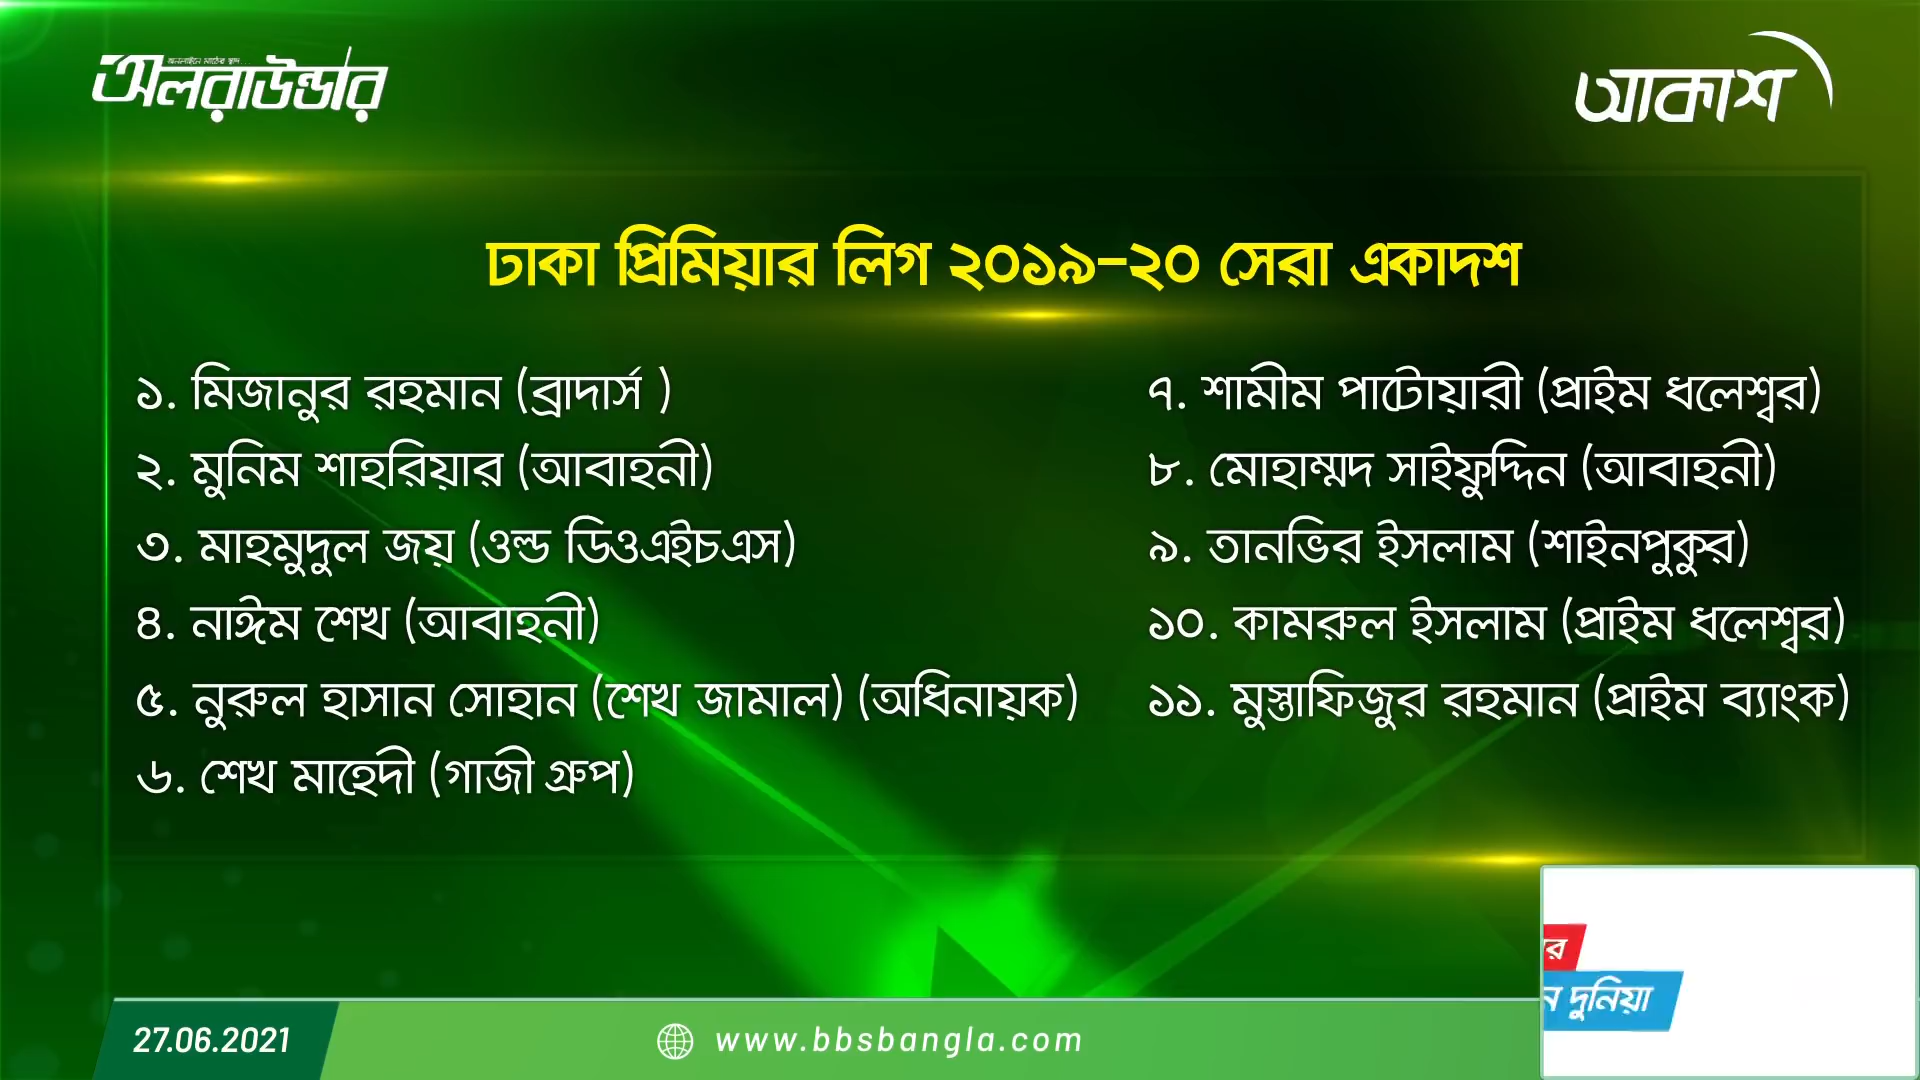 অনলাইনে মাঠের স্বাদ...
অলরাউন্ডার
আকাশ
ঢাকা প্রিমিয়ার লিগ ২০১৯-২০ সেরা একাদশ
১. মিজানুর রহমান (ব্রাদার্স )
২. মুনিম শাহরিয়ার (আবাহনী)
৩. মাহমুদুল জয় (ওল্ড ডিওএইচএস)
৪. নাঈম শেখ (আবাহনী)
৫. নুরুল হাসান সোহান (শেখ জামাল) (অধিনায়ক)
৬. শেখ মাহেদী (গাজী গ্রুপ)
৭. শামীম পাটোয়ারী (প্রাইম ধলেশ্বর)
৮. মোহাম্মদ সাইফুদ্দিন (আবাহনী)
৯. তানভির ইসলাম (শাইনপুকুর)
১০. কামরুল ইসলাম (প্রাইম ধলেশ্বর)
১১. মুস্তাফিজুর রহমান (প্রাইম ব্যাংক)
র
ন দুনিয়া
27.06.2021
www.bbsbangla.com